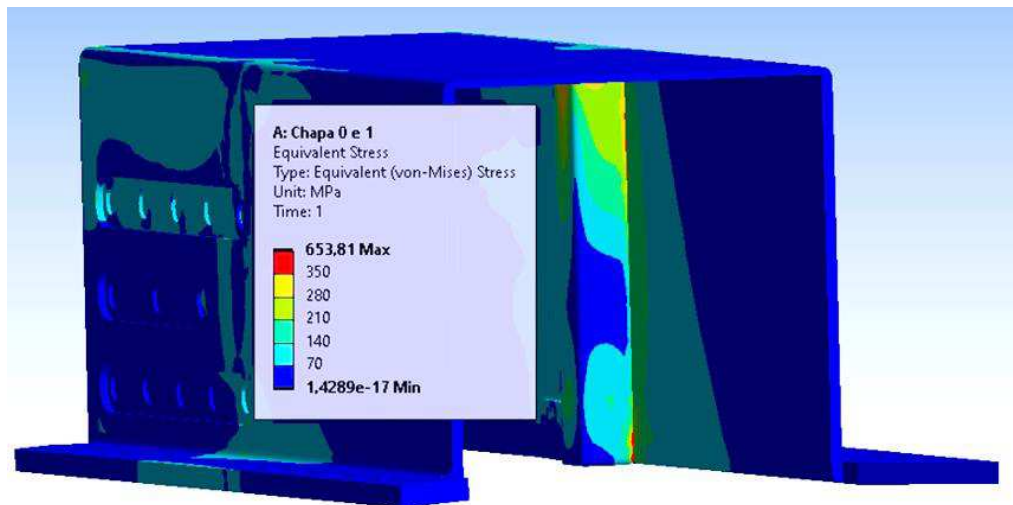 A: Chapa 0 e 1
Equivalent Stress
Type: Equivalent (von-Mises) Stress
Unit: MPa
Time: 1
653,81 Max
350
280
210
140
70
1,4289e-17 Min